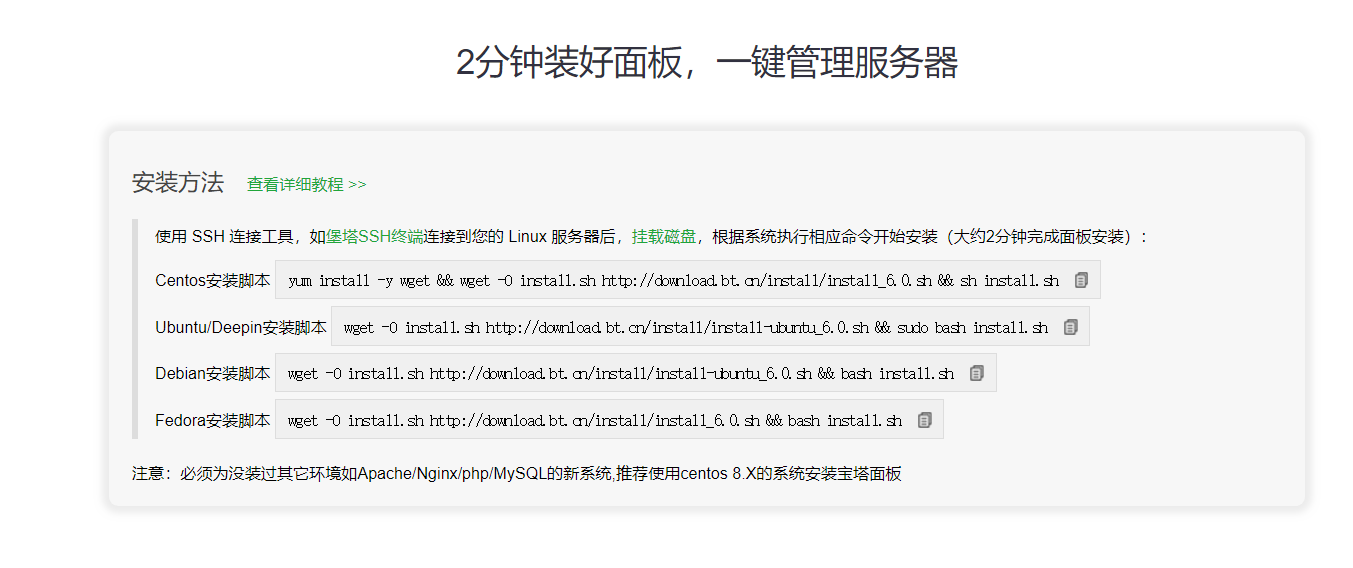 2分钟装好面板，一键管理服务器
安装方法 查看详细教程 >>
使用 SSH 连接工具，如堡塔SSH终端连接到您的 Linux 服务器后，挂载磁盘，根据系统执行相应命令开始安装（大约2分钟完成面板安装）：
Centos安装脚本 yum install -y wget && wget -O install.sh http://download.bt.cn/install/install_6.0.sh && sh install.sh
Ubuntu/Deepin安装脚本 wget -O install.sh http://download.bt.cn/install/install-ubuntu_6.0.sh && sudo bash install.sh
Debian安装脚本 wget -O install.sh http://download.bt.cn/install/install-ubuntu_6.0.sh && bash install.sh
Fedora安装脚本 wget -O install.sh http://download.bt.cn/install/install_6.0.sh && bash install.sh
注意：必须为没装过其它环境如Apache/Nginx/php/MySQL的新系统,推荐使用centos 8.X的系统安装宝塔面板